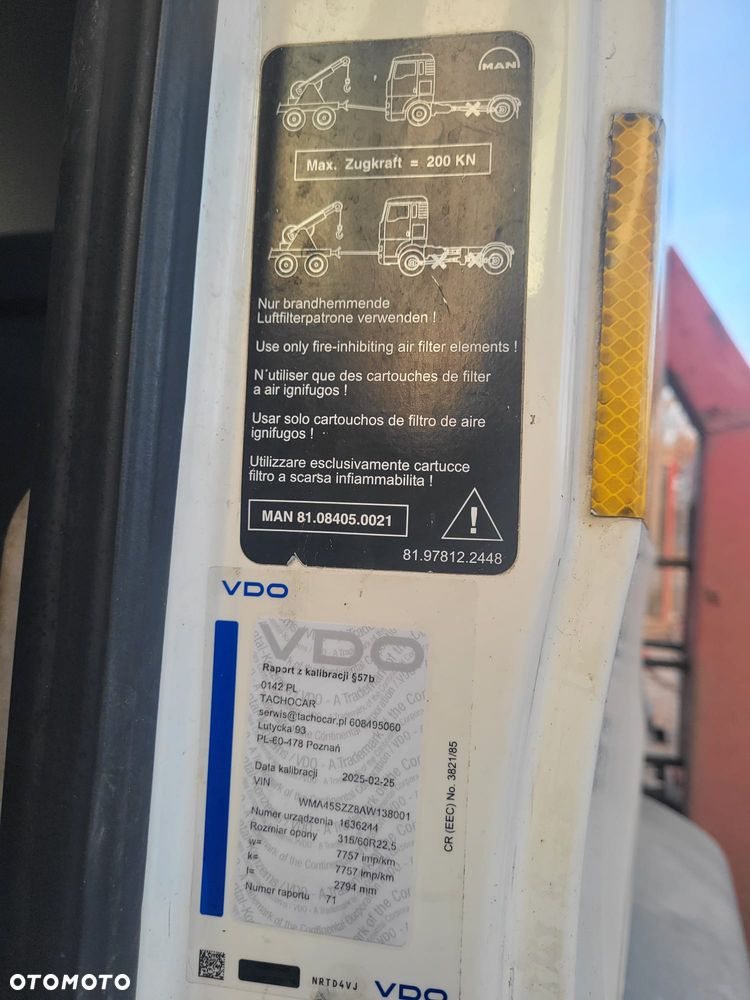 MAN
Max. Zugkraft = 200 KN
Nur brandhemmende
Luftfilterpatrone verwenden !
Use only fire-inhibiting air filter elements !
N´utiliser que des cartouches de filter
a air ignifugos !
Usar solo cartouchos de filtro de aire
ignifugos !
Utilizzare esclusivamente cartucce
filtro a scarsa infiammabilita !
MAN 81.08405.0021
81.97812.2448
VDO
VDO
Raport z kalibracji §57b
0142 PL
TACHOCAR
serwis@tachocar.pl 608495060
Lutycka 93
PL-60-478 Poznań
Data kalibracji 2025-02-25
VIN
WMA45SZZ8AW138001
Numer urządzenia 1636244
Rozmiar opony 315/60R22,5
w= 7757 imp/km
k= 7757 imp/km
l= 2794 mm
Numer raportu 71
CR (EEC) No. 3821/85
NRTD4VJ
VDO
OTOMOTO